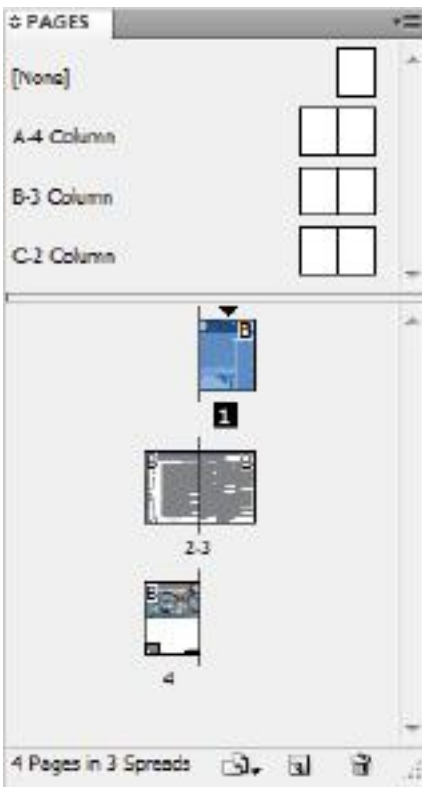 PAGES
[None]
A-4 Column
B-3 Column
C-2 Column
B
1
B
2-3
B
4
4 Pages in 3 Spreads